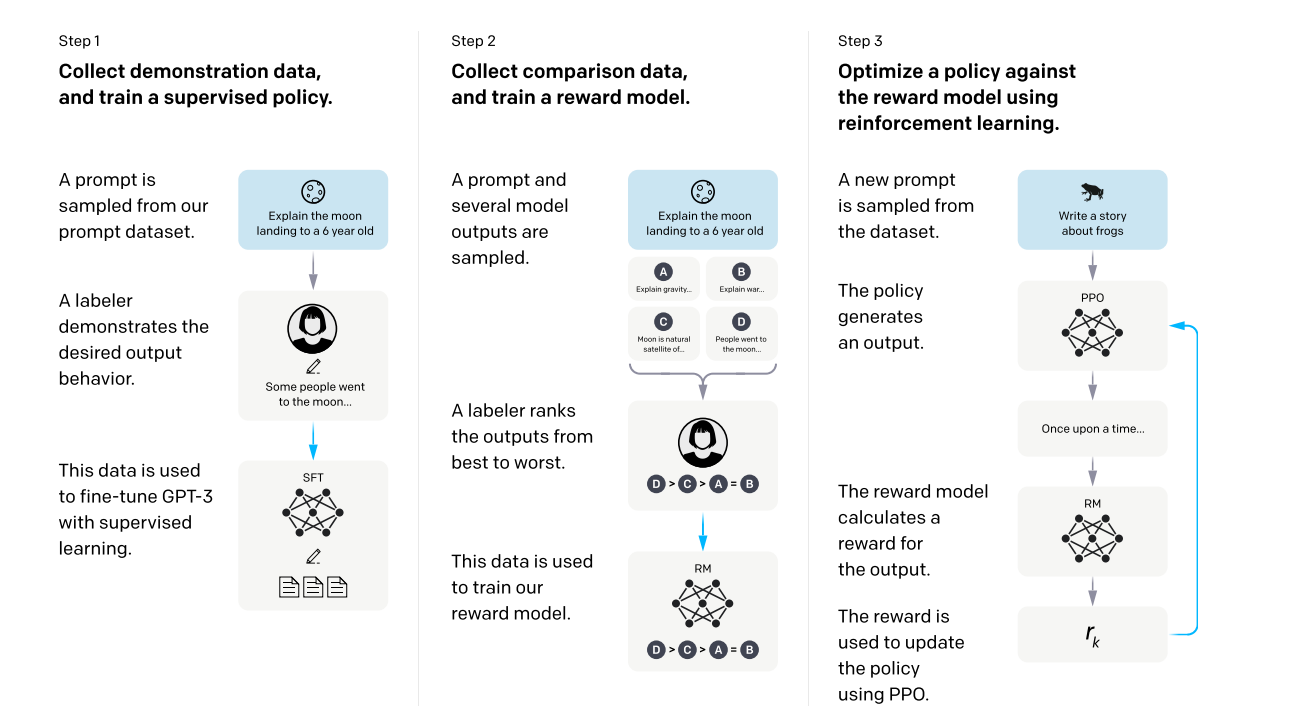 Step 1
Collect demonstration data,
and train a supervised policy.
A prompt is
sampled from our
prompt dataset.
Explain the moon
landing to a 6 year old
A labeler
demonstrates the
desired output
behavior.
Some people went
to the moon...
This data is used
to fine-tune GPT-3
with supervised
learning.
SFT
Step 2
Collect comparison data,
and train a reward model.
A prompt and
several model
outputs are
sampled.
Explain the moon
landing to a 6 year old
A
Explain gravity...
B
Explain war...
C
Moon is natural
satellite of...
D
People went to
the moon...
A labeler ranks
the outputs from
best to worst.
D > C > A = B
This data is used
to train our
reward model.
RM
D > C > A = B
Step 3
Optimize a policy against
the reward model using
reinforcement learning.
A new prompt
is sampled from
the dataset.
Write a story
about frogs
The policy
generates
an output.
PPO
Once upon a time...
The reward model
calculates a
reward for
the output.
RM
The reward is
used to update
the policy
using PPO.
rk